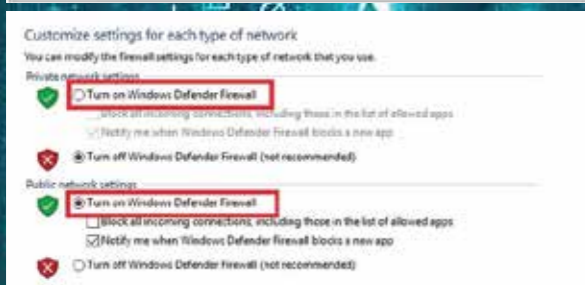 Customize settings for each type of network
You can modify the firewall settings for each type of network that you use.
Private network settings
Turn on Windows Defender Firewall
Block all incoming connections, including those in the list of allowed apps
Notify me when Windows Defender Firewall blocks a new app
Turn off Windows Defender Firewall (not recommended)
Public network settings
Turn on Windows Defender Firewall
Block all incoming connections, including those in the list of allowed apps
Notify me when Windows Defender Firewall blocks a new app
Turn off Windows Defender Firewall (not recommended)